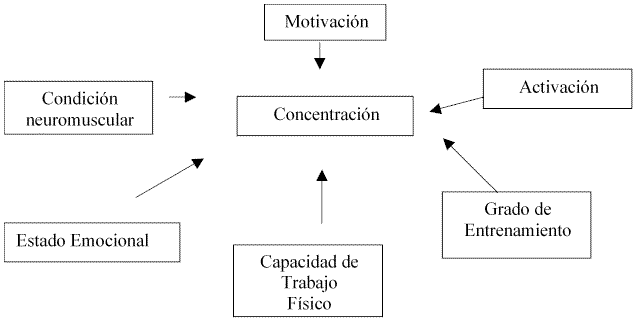 Motivación
Condición
neuromuscular
Concentración
Activación
Estado Emocional
Capacidad de
Trabajo
Físico
Grado de
Entrenamiento